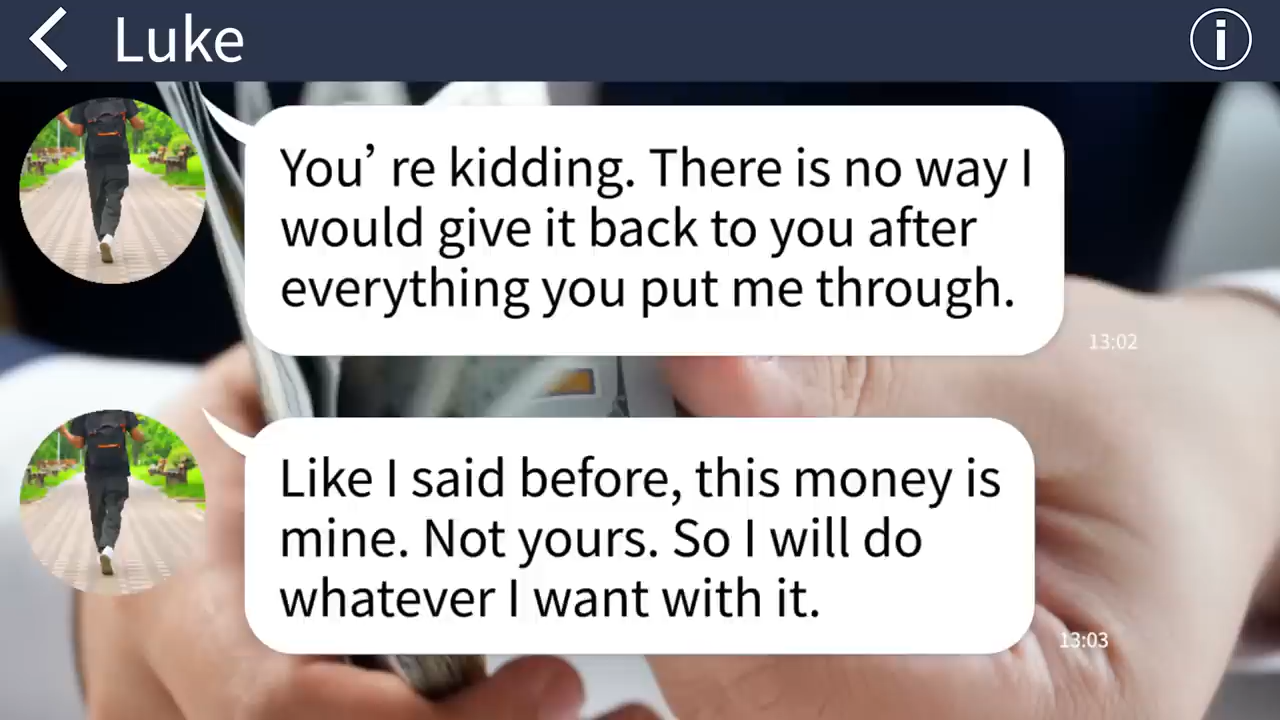 Luke
You’ re kidding. There is no way I
would give it back to you after
everything you put me through.
13:02
Like I said before, this money is
mine. Not yours. So I will do
whatever I want with it.
13:03